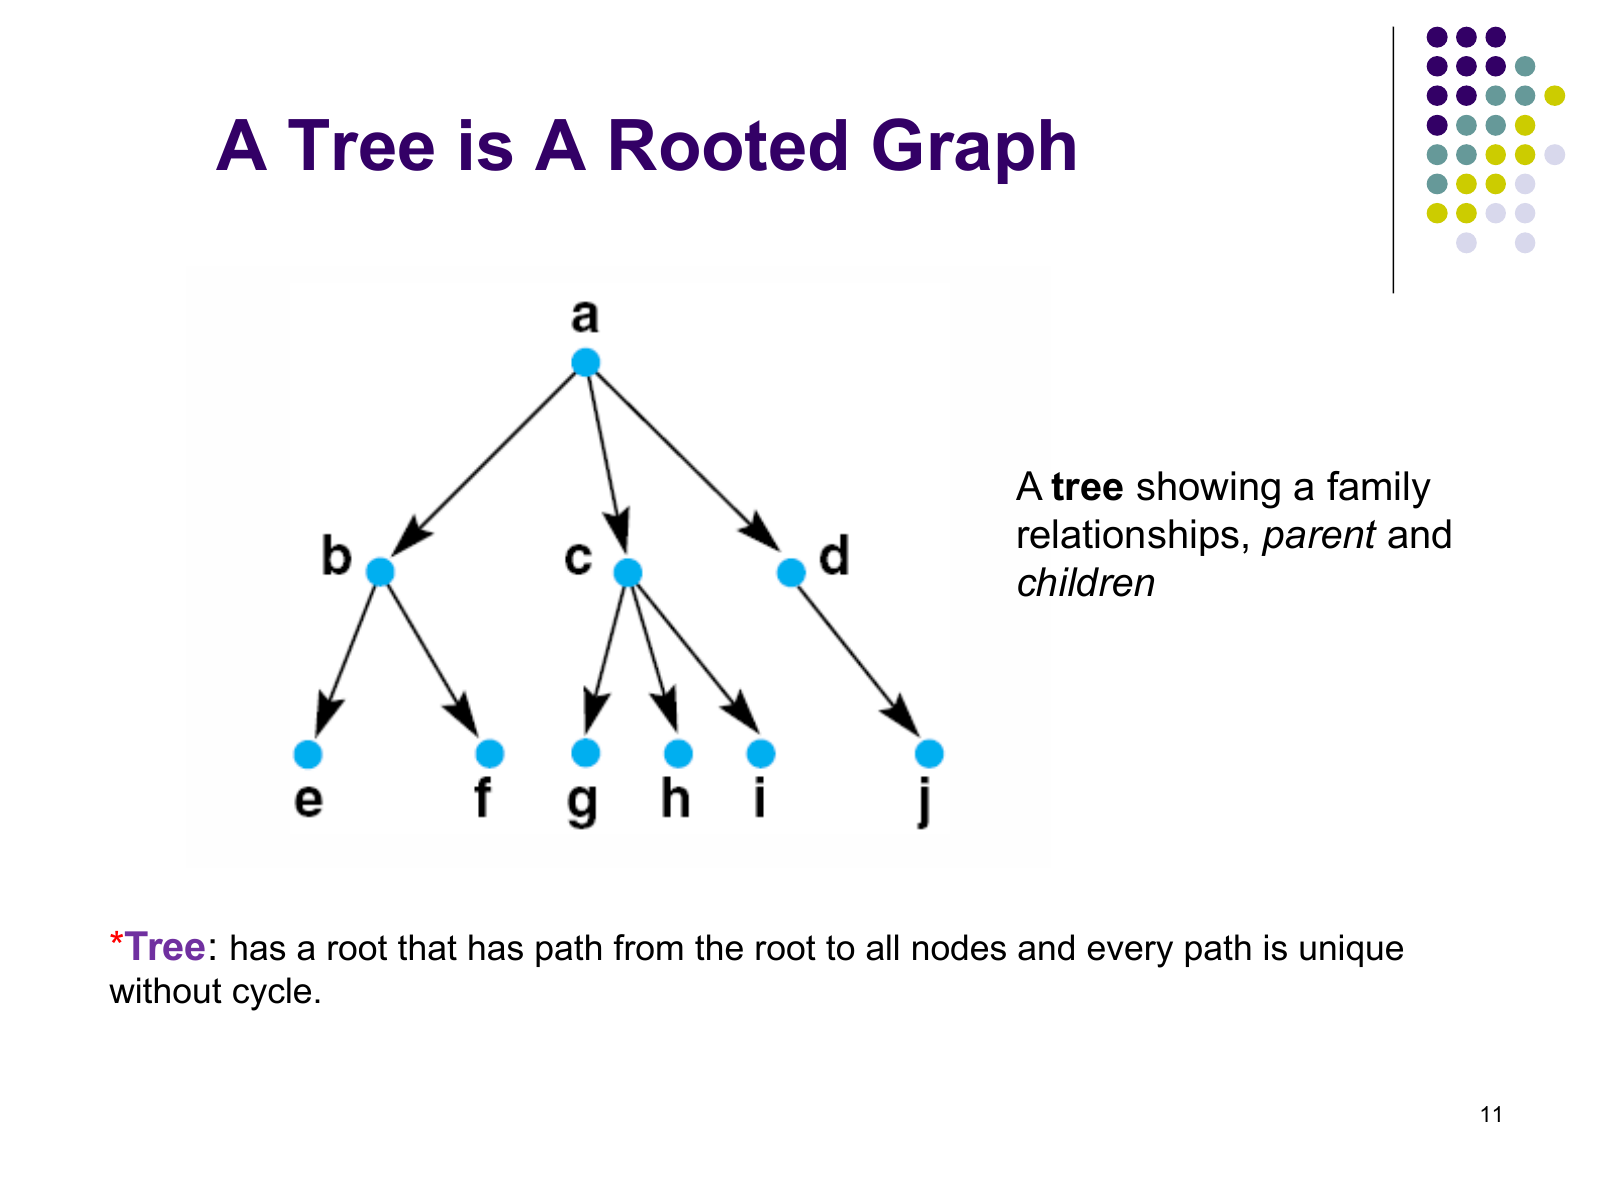 A Tree is A Rooted Graph
a
b
c
d
e
f
g
h
i
j
A tree showing a family
relationships, parent and
children
*Tree: has a root that has path from the root to all nodes and every path is unique
without cycle.
11